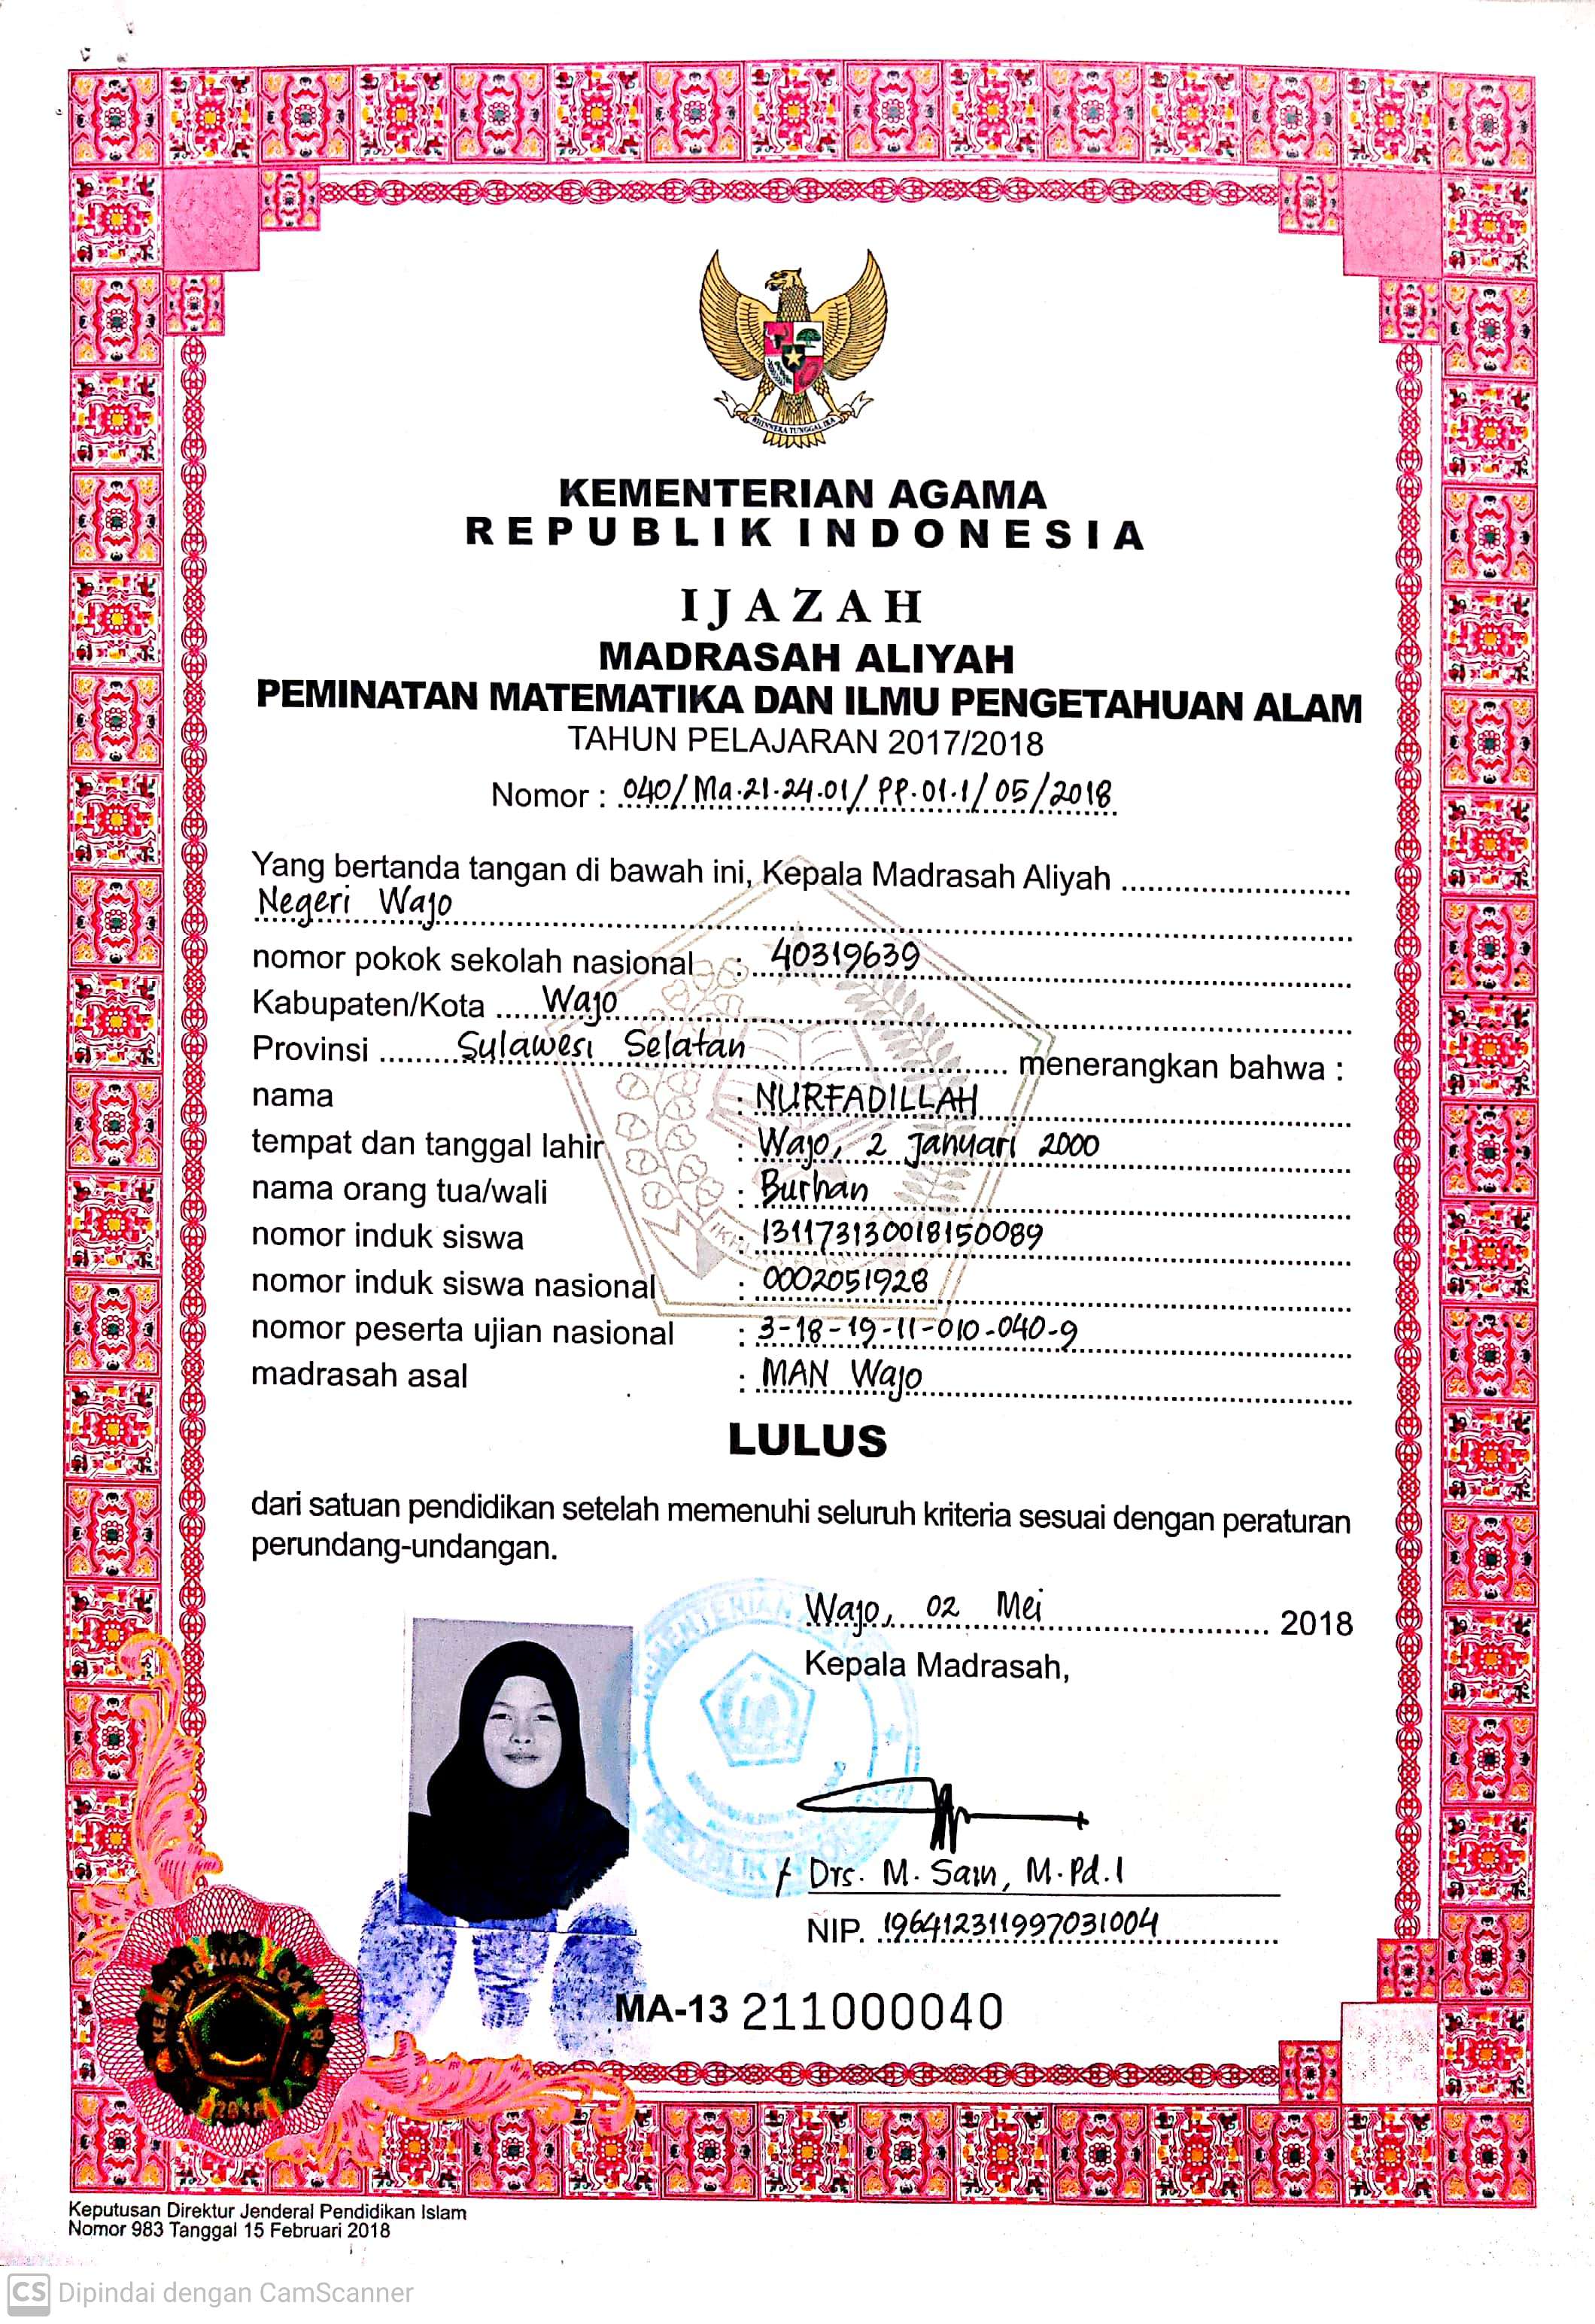 BHINNEKA TUNGGAL IKA
KEMENTERIAN AGAMA
REPUBLIK INDONESIA
IJAZAH
MADRASAH ALIYAH
PEMINATAN MATEMATIKA DAN ILMU PENGETAHUAN ALAM
TAHUN PELAJARAN 2017/2018
Nomor : 040/Ma.21.24.01/PP.01.1/05/2018
Yang bertanda tangan di bawah ini, Kepala Madrasah Aliyah
Negeri Wajo
nomor pokok sekolah nasional : 40319639
Kabupaten/Kota Wajo
Provinsi Sulawesi Selatan menerangkan bahwa :
nama : NURFADILLAH
tempat dan tanggal lahir : Wajo, 2 Januari 2000
nama orang tua/wali : Burhan
nomor induk siswa : 131173130018150089
nomor induk siswa nasional : 0002051928
nomor peserta ujian nasional : 3-18-19-11-010-040-9
madrasah asal : MAN Wajo
LULUS
dari satuan pendidikan setelah memenuhi seluruh kriteria sesuai dengan peraturan
perundang-undangan.
Wajo, 02 Mei 2018
Kepala Madrasah,
Drs. M. Sain, M.Pd.I
NIP. 196412311997031004
MA-13 211000040
KEMENTERIAN AGAMA RI
Keputusan Direktur Jenderal Pendidikan Islam
Nomor 983 Tanggal 15 Februari 2018
CS Dipindai dengan CamScanner